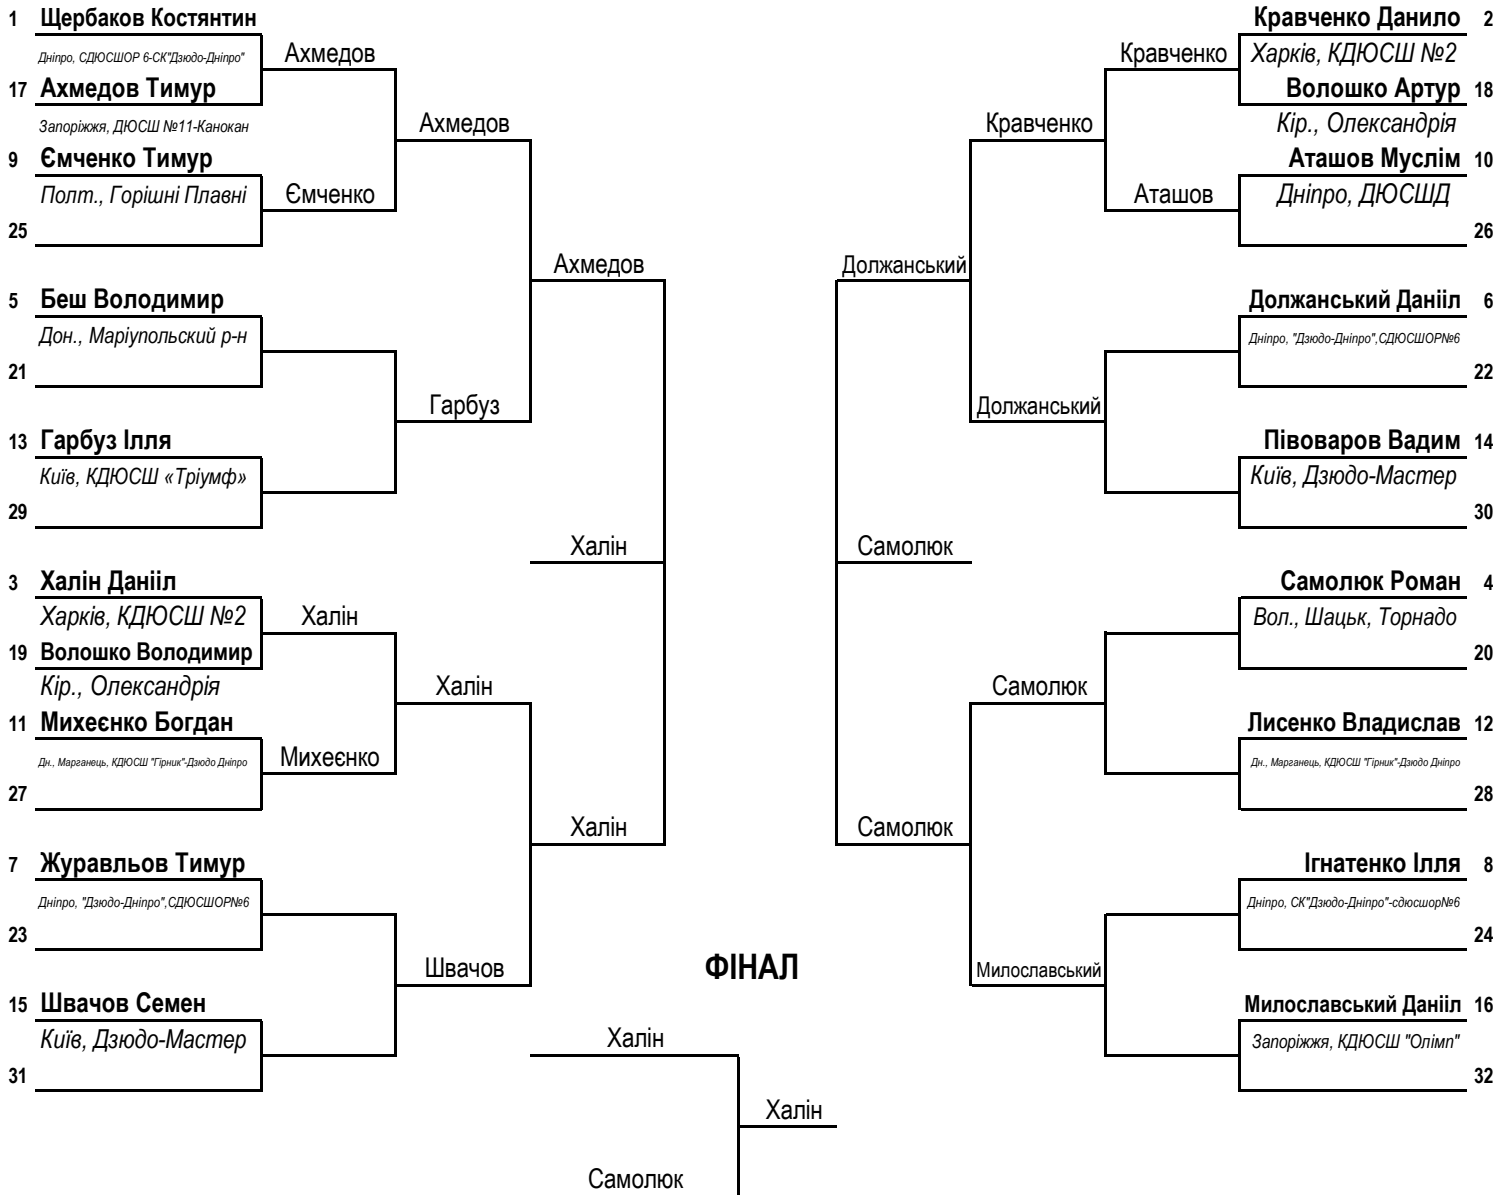 1 Щербаков Костянтин
Дніпро, СДЮСШОР 6-СК"Дзюдо-Дніпро"
Ахмедов
17 Ахмедов Тимур
Запоріжжя, ДЮСШ №11-Канокан
Ахмедов
9 Ємченко Тимур
Полт., Горішні Плавні
Ємченко
25
Ахмедов
5 Беш Володимир
Дон., Маріупольский р-н
21
Гарбуз
13 Гарбуз Ілля
Київ, КДЮСШ «Тріумф»
29
Халін
3 Халін Данііл
Харків, КДЮСШ №2
Халін
19 Волошко Володимир
Кір., Олександрія
Халін
11 Михеєнко Богдан
Дн., Марганець, КДЮСШ "Гірник"-Дзюдо Дніпро
Михеєнко
27
Халін
7 Журавльов Тимур
Дніпро, "Дзюдо-Дніпро",СДЮСШОР№6
23
Швачов
15 Швачов Семен
Київ, Дзюдо-Мастер
31
Кравченко Данило 2
Кравченко
Харків, КДЮСШ №2
Волошко Артур 18
Кравченко
Кір., Олександрія
Аташов Муслім 10
Аташов
Дніпро, ДЮСШД
26
Должанський
Должанський Данііл 6
Дніпро, "Дзюдо-Дніпро",СДЮСШОР№6
22
Должанський
Півоваров Вадим 14
Київ, Дзюдо-Мастер
30
Самолюк
Самолюк Роман 4
Вол., Шацьк, Торнадо
20
Самолюк
Лисенко Владислав 12
Дн., Марганець, КДЮСШ "Гірник"-Дзюдо Дніпро
28
Самолюк
Ігнатенко Ілля 8
Дніпро, СК"Дзюдо-Дніпро"-сдюсшор№6
24
Милославський
Милославський Данііл 16
Запоріжжя, КДЮСШ "Олімп"
32
ФІНАЛ
Халін
Халін
Самолюк